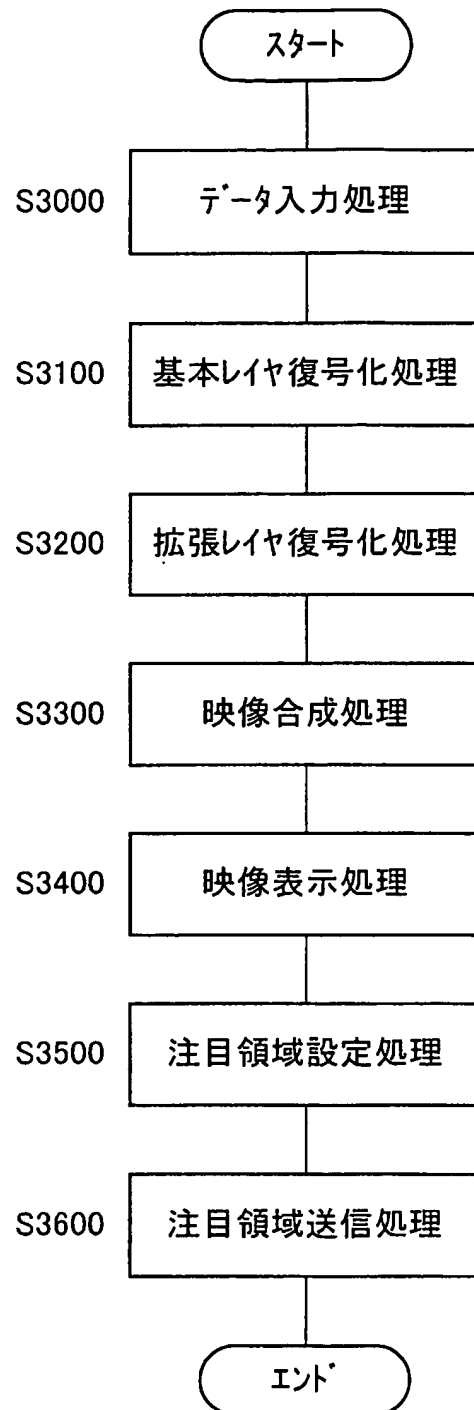 スタート
S3000 データ入力処理
S3100 基本レイヤ復号化処理
S3200 拡張レイヤ復号化処理
S3300 映像合成処理
S3400 映像表示処理
S3500 注目領域設定処理
S3600 注目領域送信処理
エンド